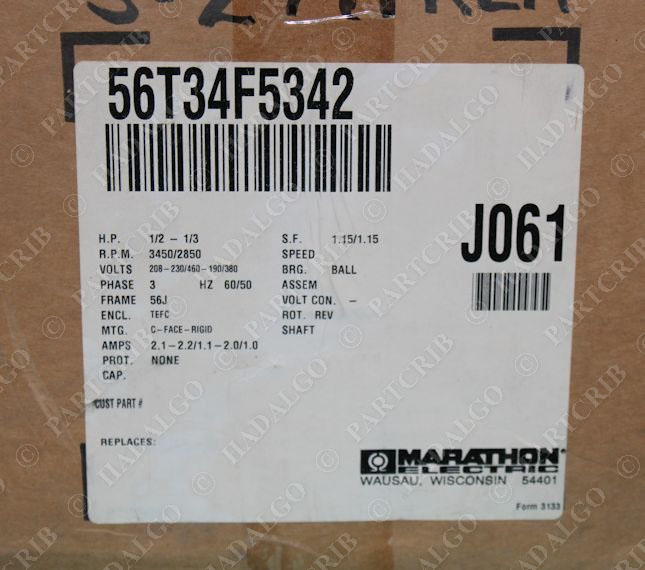 56T34F5342
H.P. 1/2 - 1/3
R.P.M. 3450/2850
VOLTS 208-230/460-190/380
PHASE 3 HZ 60/50
FRAME 56J
ENCL. TEFC
MTG. C-FACE-RIGID
AMPS 2.1-2.2/1.1-2.0/1.0
PROT. NONE
CAP.
S.F. 1.15/1.15
SPEED
BRG. BALL
ASSEM
VOLT CON. -
ROT. REV
SHAFT
J061
CUST PART #
REPLACES:
MARATHON®
ELECTRIC
WAUSAU, WISCONSIN 54401
Form 3133
© PARTCRIB
© HADALGO